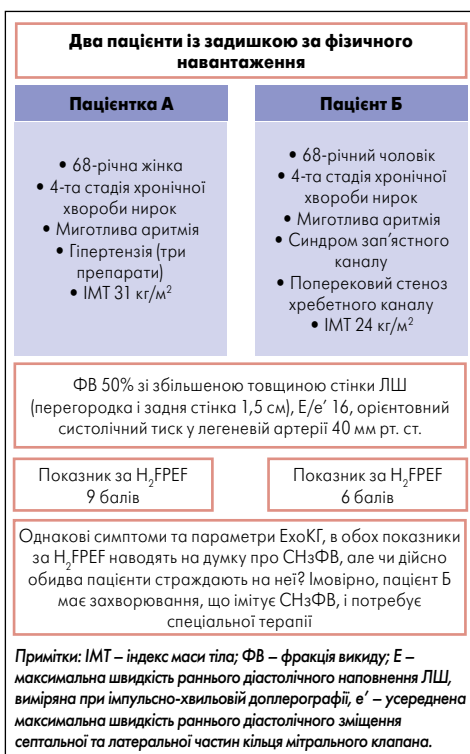 Два пацієнти із задишкою за фізичного
навантаження
Пацієнтка А
• 68-річна жінка
• 4-та стадія хронічної
хвороби нирок
• Миготлива аритмія
• Гіпертензія (три
препарати)
• ІМТ 31 кг/м²
Пацієнт Б
• 68-річний чоловік
• 4-та стадія хронічної
хвороби нирок
• Миготлива аритмія
• Синдром зап’ястного
каналу
• Поперековий стеноз
хребетного каналу
• ІМТ 24 кг/м²
ФВ 50% зі збільшеною товщиною стінки ЛШ
(перегородка і задня стінка 1,5 см), E/e’ 16, орієнтовний
систолічний тиск у легеневій артерії 40 мм рт. ст.
Показник за H₂FPEF
9 балів
Показник за H₂FPEF
6 балів
Однакові симптоми та параметри ЕхоКГ, в обох показники
за H₂FPEF наводять на думку про СНзФВ, але чи дійсно
обидва пацієнти страждають на неї? Імовірно, пацієнт Б
має захворювання, що імітує СНзФВ, і потребує
спеціальної терапії
Примітки: ІМТ – індекс маси тіла; ФВ – фракція викиду; Е –
максимальна швидкість раннього діастолічного наповнення ЛШ,
виміряна при імпульсно-хвильовій доплерографії, e’ – усереднена
максимальна швидкість раннього діастолічного зміщення
септальної та латеральної частин кільця мітрального клапана.